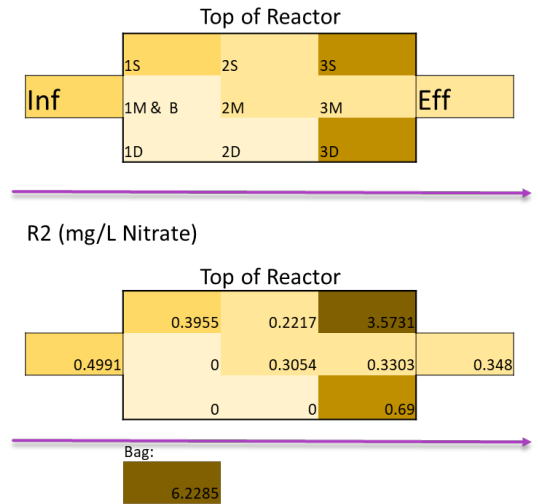 Top of Reactor
1S 2S 3S
Inf 1M & B 2M 3M Eff
1D 2D 3D
R2 (mg/L Nitrate)
Top of Reactor
0.3955 0.2217 3.5731
0.4991 0 0.3054 0.3303 0.348
0 0 0.69
Bag:
6.2285